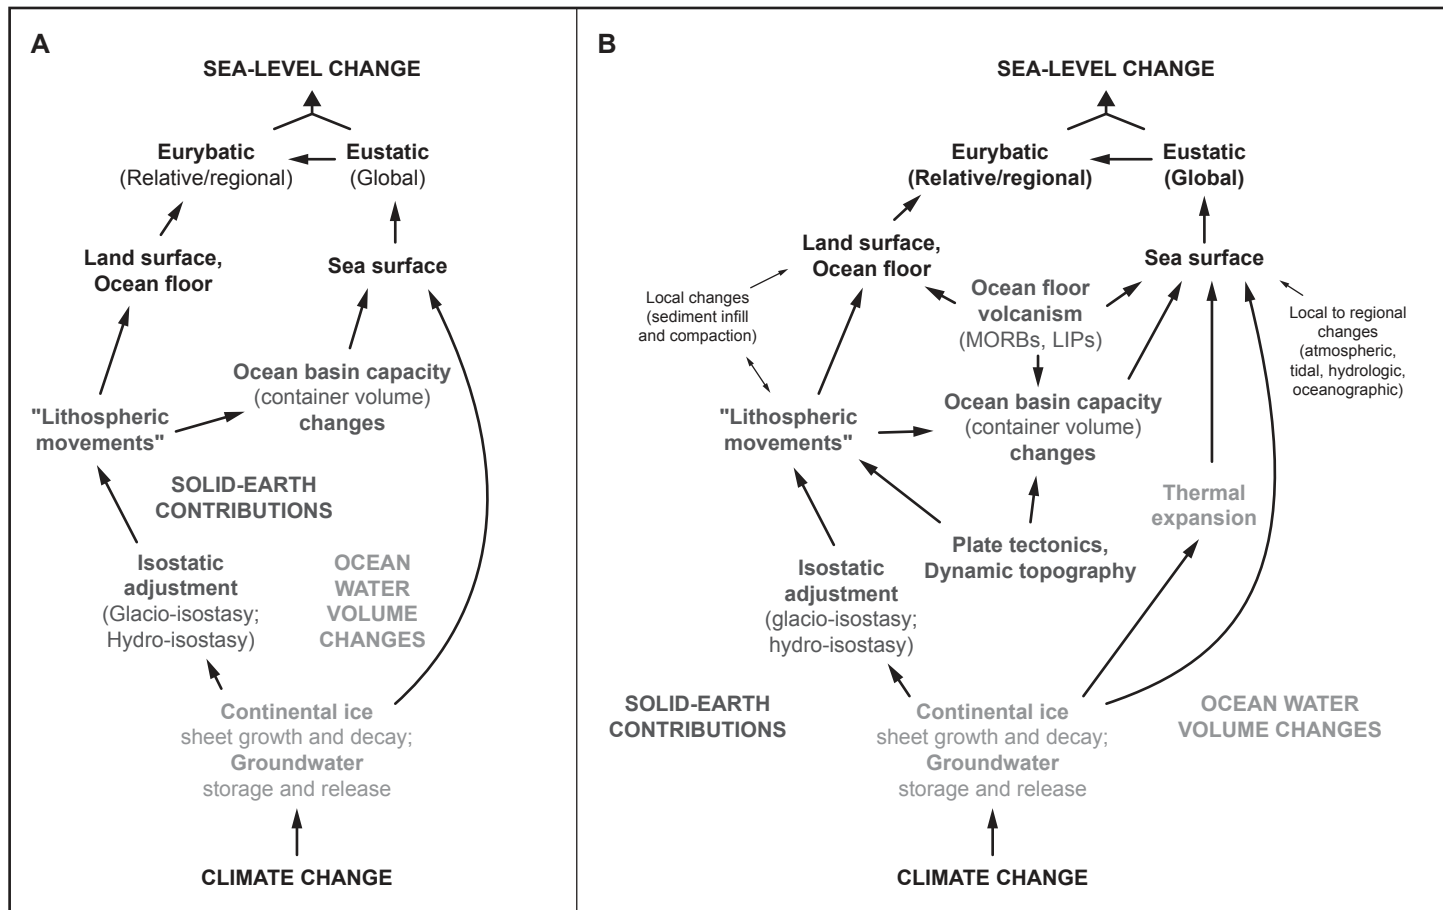 A
SEA-LEVEL CHANGE
Eurybatic
(Relative/regional)
Eustatic
(Global)
Land surface,
Ocean floor
Sea surface
Ocean basin capacity
(container volume)
changes
"Lithospheric
movements"
SOLID-EARTH
CONTRIBUTIONS
Isostatic
adjustment
(Glacio-isostasy;
Hydro-isostasy)
OCEAN
WATER
VOLUME
CHANGES
Continental ice
sheet growth and decay;
Groundwater
storage and release
CLIMATE CHANGE
B
SEA-LEVEL CHANGE
Eurybatic
(Relative/regional)
Eustatic
(Global)
Land surface,
Ocean floor
Sea surface
Local changes
(sediment infill
and compaction)
Ocean floor
volcanism
(MORBs, LIPs)
Local to regional
changes
(atmospheric,
tidal, hydrologic,
oceanographic)
"Lithospheric
movements"
Ocean basin capacity
(container volume)
changes
Thermal
expansion
Plate tectonics,
Dynamic topography
Isostatic
adjustment
(glacio-isostasy;
hydro-isostasy)
SOLID-EARTH
CONTRIBUTIONS
Continental ice
sheet growth and decay;
Groundwater
storage and release
OCEAN WATER
VOLUME CHANGES
CLIMATE CHANGE